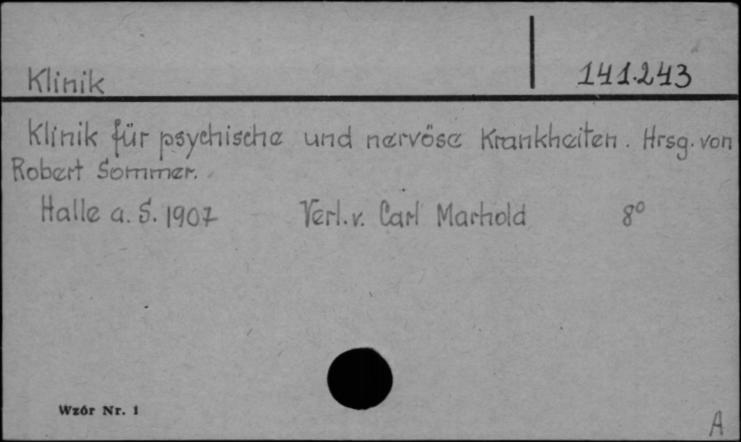 Klinik
141.243
Klinik für psychische und nervöse Krankheiten. Hrsg. von
Robert Sommer.
Halle a. S. 1907 Verl. v. Carl Marhold 8°
Wzór Nr. 1
A